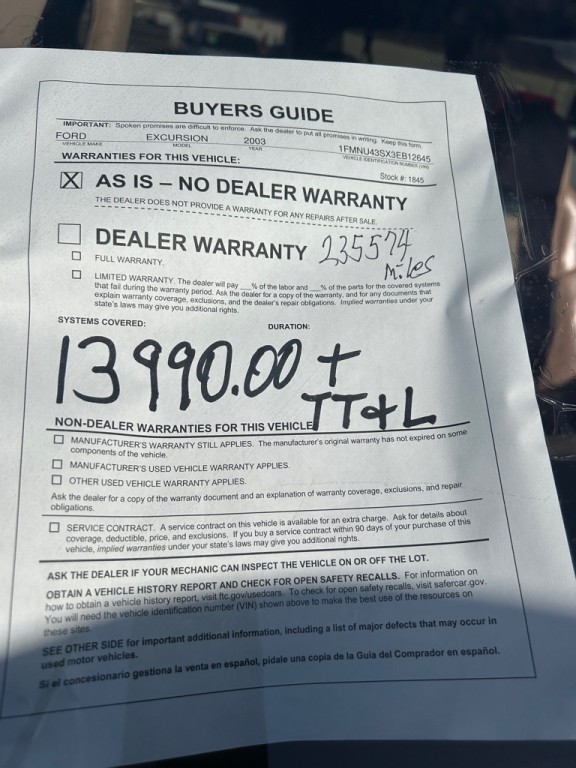 BUYERS GUIDE
IMPORTANT: Spoken promises are difficult to enforce. Ask the dealer to put all promises in writing. Keep this form.
FORD EXCURSION 2003 1FMNU43SX3EB12645
VEHICLE MAKE MODEL YEAR VEHICLE IDENTIFICATION NUMBER (VIN)
WARRANTIES FOR THIS VEHICLE:
Stock #: 1845
☒ AS IS – NO DEALER WARRANTY
THE DEALER DOES NOT PROVIDE A WARRANTY FOR ANY REPAIRS AFTER SALE.
☐ DEALER WARRANTY 235574
Miles
☐ FULL WARRANTY.
☐ LIMITED WARRANTY. The dealer will pay ___% of the labor and ___% of the parts for the covered systems
that fail during the warranty period. Ask the dealer for a copy of the warranty, and for any documents that
explain warranty coverage, exclusions, and the dealer's repair obligations. Implied warranties under your
state's laws may give you additional rights.
SYSTEMS COVERED: DURATION:
13990.00 +
TT&L
NON-DEALER WARRANTIES FOR THIS VEHICLE
☐ MANUFACTURER'S WARRANTY STILL APPLIES. The manufacturer's original warranty has not expired on some
components of the vehicle.
☐ MANUFACTURER'S USED VEHICLE WARRANTY APPLIES.
☐ OTHER USED VEHICLE WARRANTY APPLIES.
Ask the dealer for a copy of the warranty document and an explanation of warranty coverage, exclusions, and repair
obligations.
☐ SERVICE CONTRACT. A service contract on this vehicle is available for an extra charge. Ask for details about
coverage, deductible, price, and exclusions. If you buy a service contract within 90 days of your purchase of this
vehicle, implied warranties under your state's laws may give you additional rights.
ASK THE DEALER IF YOUR MECHANIC CAN INSPECT THE VEHICLE ON OR OFF THE LOT.
OBTAIN A VEHICLE HISTORY REPORT AND CHECK FOR OPEN SAFETY RECALLS. For information on
how to obtain a vehicle history report, visit ftc.gov/usedcars. To check for open safety recalls, visit safercar.gov.
You will need the vehicle identification number (VIN) shown above to make the best use of the resources on
these sites.
SEE OTHER SIDE for important additional information, including a list of major defects that may occur in
used motor vehicles.
Si el concesionario gestiona la venta en español, pídale una copia de la Guía del Comprador en español.